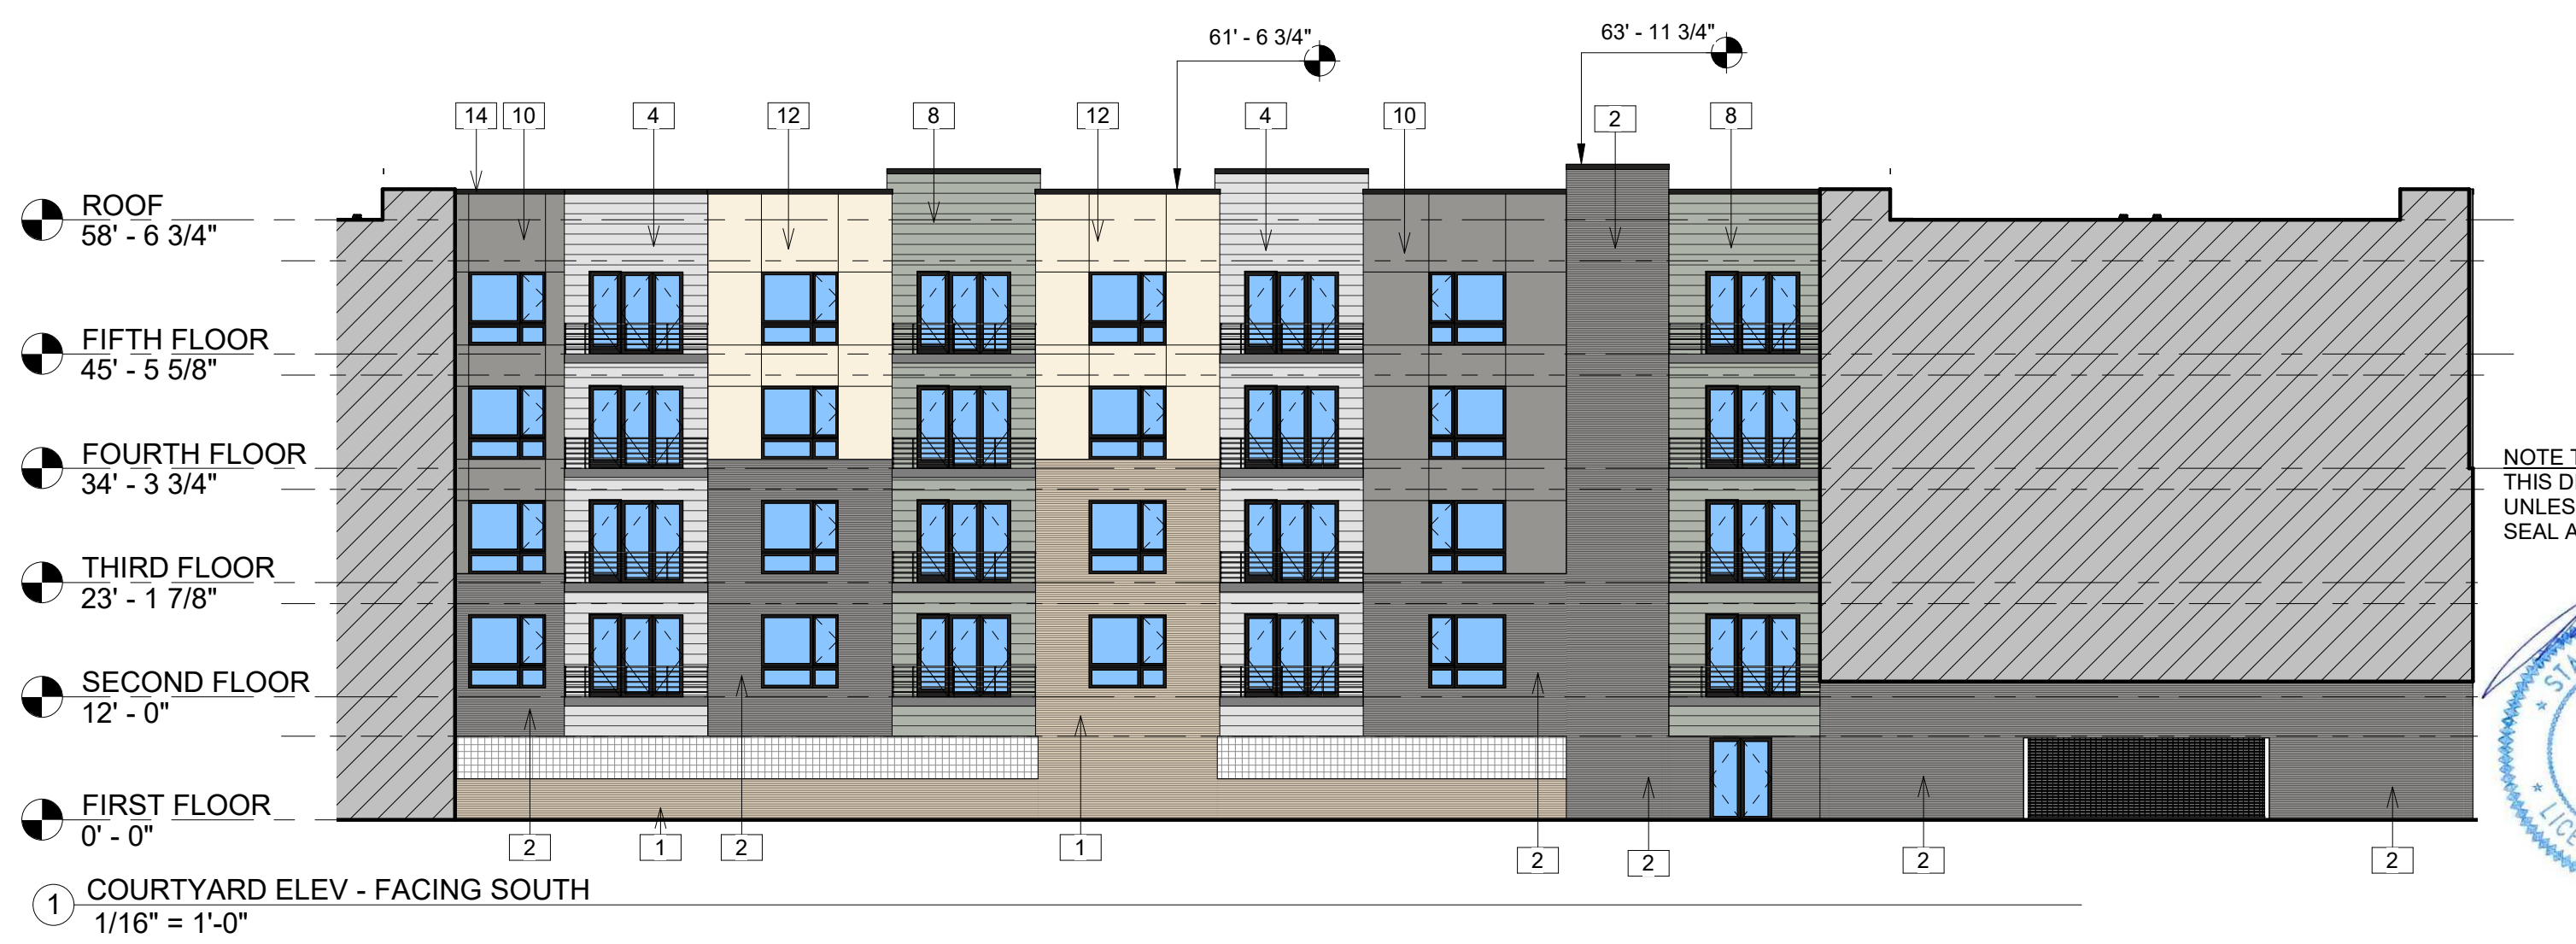 61' - 6 3/4"
63' - 11 3/4"
14
10
4
12
8
12
4
10
2
8
ROOF
58' - 6 3/4"
FIFTH FLOOR
45' - 5 5/8"
FOURTH FLOOR
34' - 3 3/4"
NOTE
THIS
SEAL
THIRD FLOOR
23' - 1 7/8"
SECOND FLOOR
12' - 0"
FIRST FLOOR
0' - 0"
2
1
2
1
2
2
2
2
1
COURTYARD ELEV - FACING SOUTH
1/16" = 1'-0"